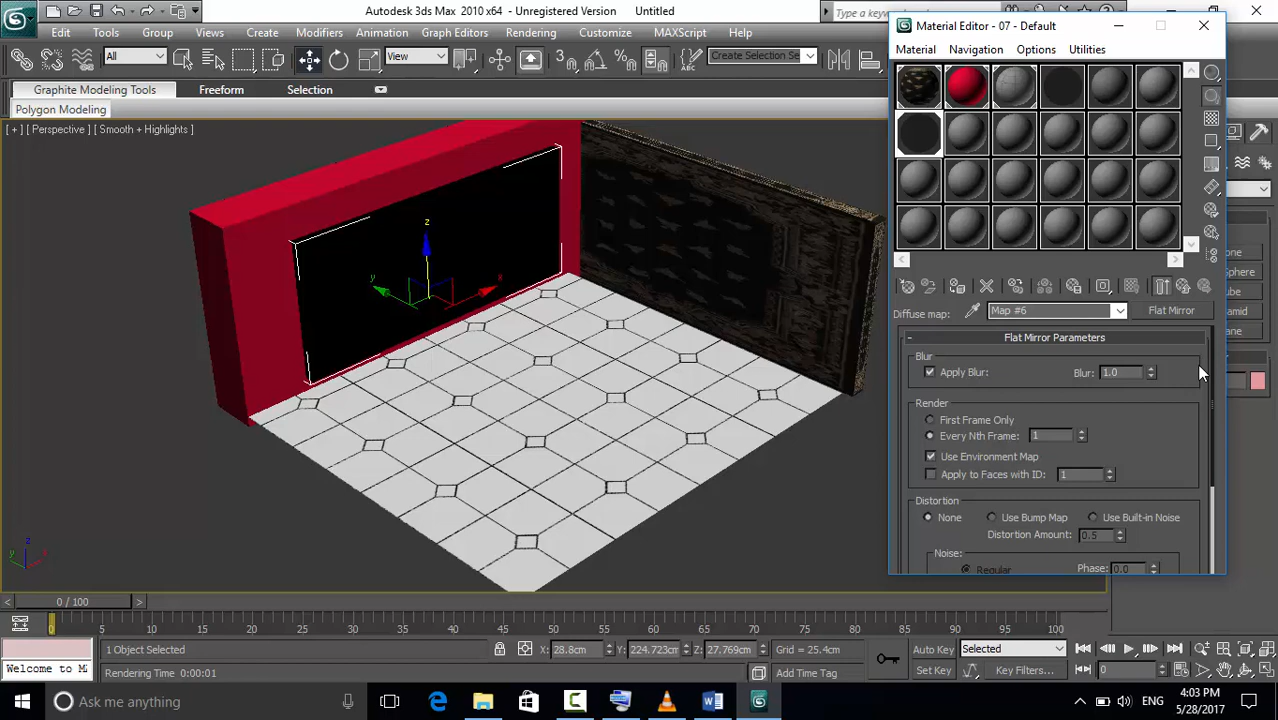 Autodesk 3ds Max 2010 x64 - Unregistered Version Untitled
Type a keyword or phrase
Edit Tools Group Views Create Modifiers Animation Graph Editors Rendering Customize MAXScript Help
All
View
Create Selection Se
Graphite Modeling Tools Freeform Selection
Polygon Modeling
[ + ] [ Perspective ] [ Smooth + Highlights ]
z
y
x
z
y
x
Material Editor - 07 - Default
Material Navigation Options Utilities
Diffuse map: Map #6 Flat Mirror
- Flat Mirror Parameters
Blur
Apply Blur: Blur: 1.0
Render
First Frame Only
Every Nth Frame: 1
Use Environment Map
Apply to Faces with ID: 1
Distortion
None Use Bump Map Use Built-in Noise
Distortion Amount: 0.5
Noise:
Regular Phase: 0.0
0 / 100
0 5 10 15 20 25 30 35 40 45 50 55 60 65 70 75 80 85 90 95 100
1 Object Selected X: 28.8cm Y: 224.723cm Z: 27.769cm Grid = 25.4cm Auto Key Selected
Welcome to M Rendering Time 0:00:01 Add Time Tag Set Key Key Filters... 0
Ask me anything
ENG
4:03 PM
5/28/2017